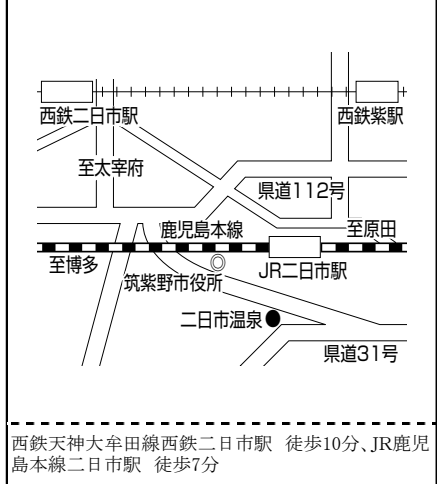 西鉄二日市駅
西鉄紫駅
至太宰府
県道112号
鹿児島本線
至原田
至博多
JR二日市駅
筑紫野市役所
二日市温泉
県道31号
西鉄天神大牟田線西鉄二日市駅 徒歩10分、JR鹿児
島本線二日市駅 徒歩7分